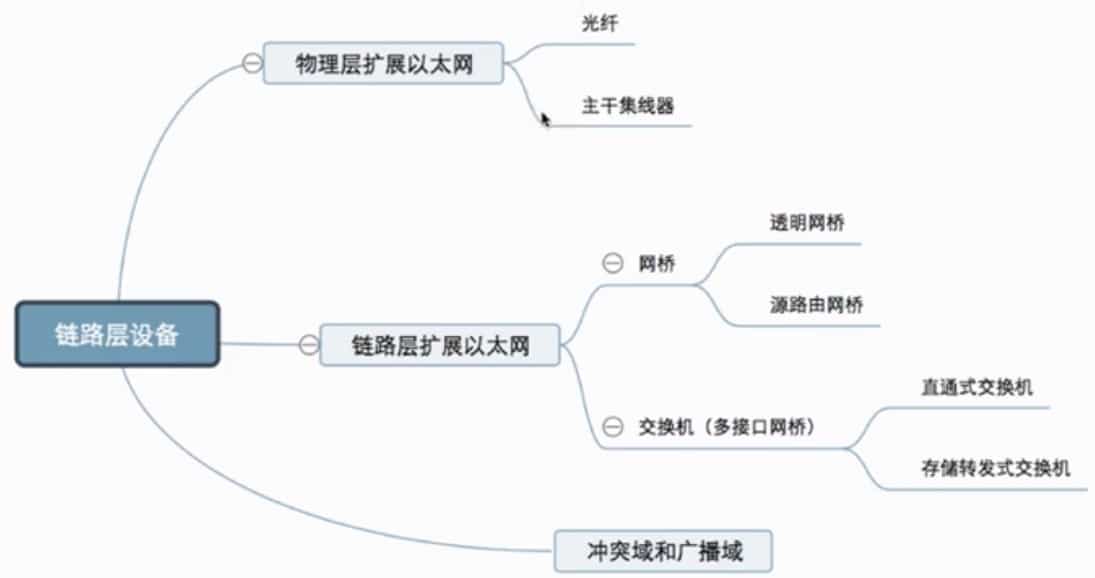 光纤
物理层扩展以太网
主干集线器
透明网桥
网桥
源路由网桥
链路层设备
链路层扩展以太网
直通式交换机
交换机（多接口网桥）
存储转发式交换机
冲突域和广播域